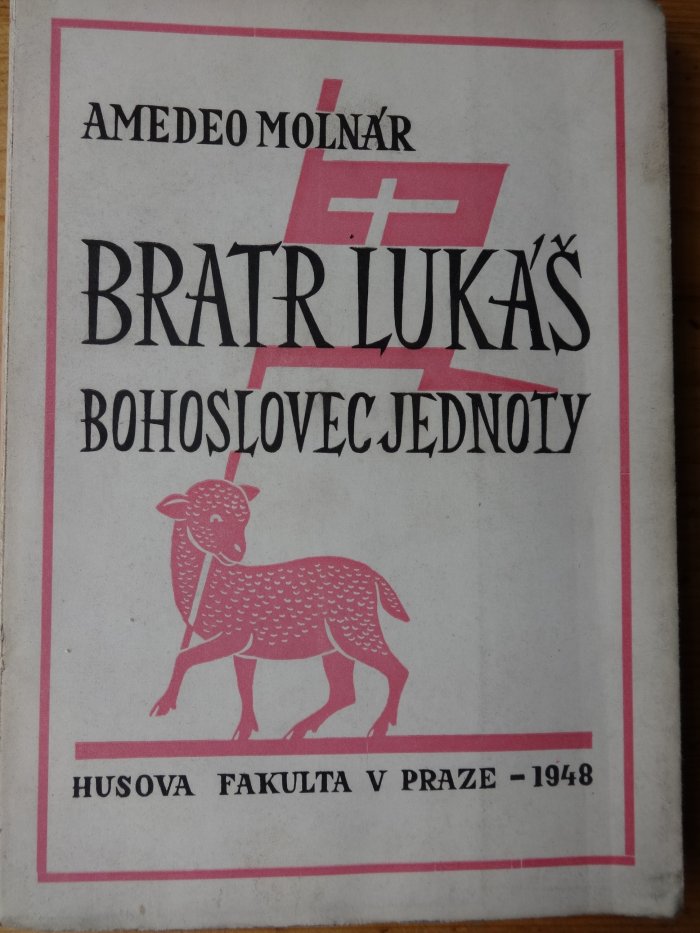 AMEDEO MOLNÁR
BRATR LUKÁŠ
BOHOSLOVEC JEDNOTY
HUSOVA FAKULTA V PRAZE – 1948